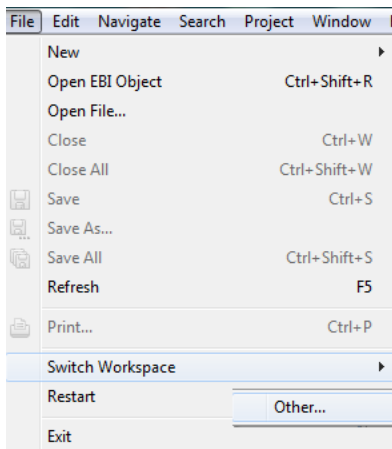 File Edit Navigate Search Project Window
New
Open EBI Object Ctrl+Shift+R
Open File...
Close Ctrl+W
Close All Ctrl+Shift+W
Save Ctrl+S
Save As...
Save All Ctrl+Shift+S
Refresh F5
Print... Ctrl+P
Switch Workspace
Restart
Other...
Exit